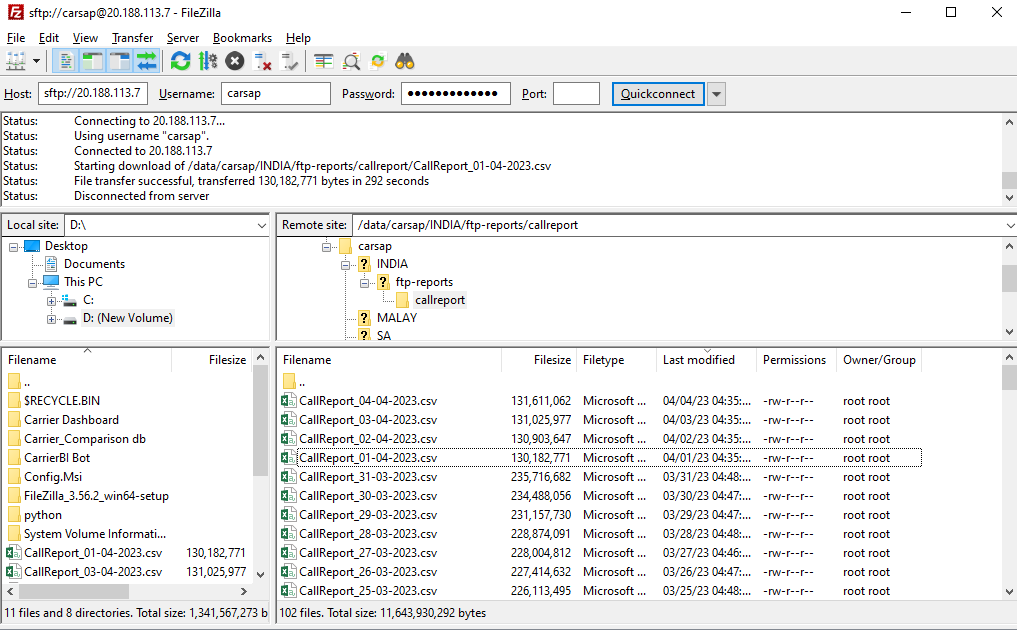 sftp://carsap@20.188.113.7 - FileZilla
File Edit View Transfer Server Bookmarks Help
Host: sftp://20.188.113.7 Username: carsap Password: ●●●●●●●●●●●●● Port: Quickconnect
Status: Connecting to 20.188.113.7...
Status: Using username "carsap".
Status: Connected to 20.188.113.7
Status: Starting download of /data/carsap/INDIA/ftp-reports/callreport/CallReport_01-04-2023.csv
Status: File transfer successful, transferred 130,182,771 bytes in 292 seconds
Status: Disconnected from server
Local site: D:\
Desktop
Documents
This PC
C:
D: (New Volume)
Remote site: /data/carsap/INDIA/ftp-reports/callreport
carsap
? INDIA
? ftp-reports
callreport
? MALAY
? SA
Filename Filesize
..
$RECYCLE.BIN
Carrier Dashboard
Carrier_Comparison db
CarrierBI Bot
Config.Msi
FileZilla_3.56.2_win64-setup
python
System Volume Informati...
CallReport_01-04-2023.csv 130,182,771
CallReport_03-04-2023.csv 131,025,977
11 files and 8 directories. Total size: 1,341,567,273 b
Filename Filesize Filetype Last modified Permissions Owner/Group
..
CallReport_04-04-2023.csv 131,611,062 Microsoft ... 04/04/23 04:35:... -rw-r--r-- root root
CallReport_03-04-2023.csv 131,025,977 Microsoft ... 04/03/23 04:35:... -rw-r--r-- root root
CallReport_02-04-2023.csv 130,903,647 Microsoft ... 04/02/23 04:35:... -rw-r--r-- root root
CallReport_01-04-2023.csv 130,182,771 Microsoft ... 04/01/23 04:35:... -rw-r--r-- root root
CallReport_31-03-2023.csv 235,716,682 Microsoft ... 03/31/23 04:48:... -rw-r--r-- root root
CallReport_30-03-2023.csv 234,488,056 Microsoft ... 03/30/23 04:47:... -rw-r--r-- root root
CallReport_29-03-2023.csv 231,157,730 Microsoft ... 03/29/23 04:47:... -rw-r--r-- root root
CallReport_28-03-2023.csv 228,874,091 Microsoft ... 03/28/23 04:48:... -rw-r--r-- root root
CallReport_27-03-2023.csv 228,004,812 Microsoft ... 03/27/23 04:46:... -rw-r--r-- root root
CallReport_26-03-2023.csv 227,414,632 Microsoft ... 03/26/23 04:47:... -rw-r--r-- root root
CallReport_25-03-2023.csv 226,113,495 Microsoft ... 03/25/23 04:48:... -rw-r--r-- root root
102 files. Total size: 11,643,930,292 bytes